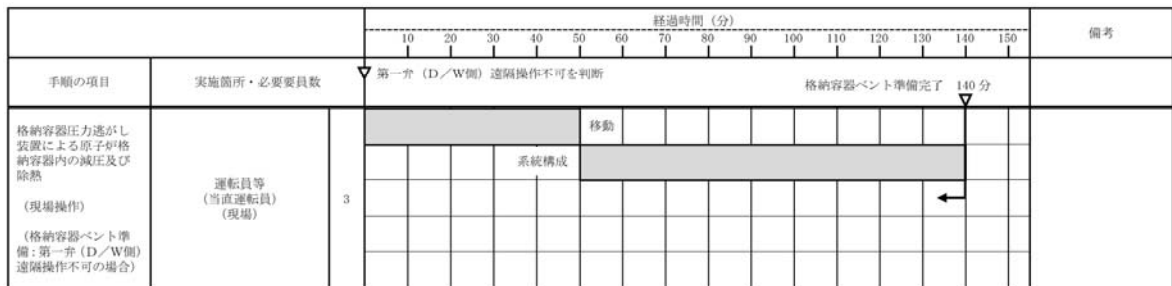 経過時間(分)
備考
10 20 30 40 50 60 70 80 90 100 110 120 130 140 150
手順の項目
実施箇所・必要要員数
第一弁(D/W側)遠隔操作不可を判断
格納容器ベント準備完了 140分
格納容器圧力逃がし
装置による原子炉格
納容器内の減圧及び
除熱
(現場操作)
(格納容器ベント準
備:第一弁(D/W側)
遠隔操作不可の場合)
運転員等
(当直運転員)
(現場)
3
移動
系統構成